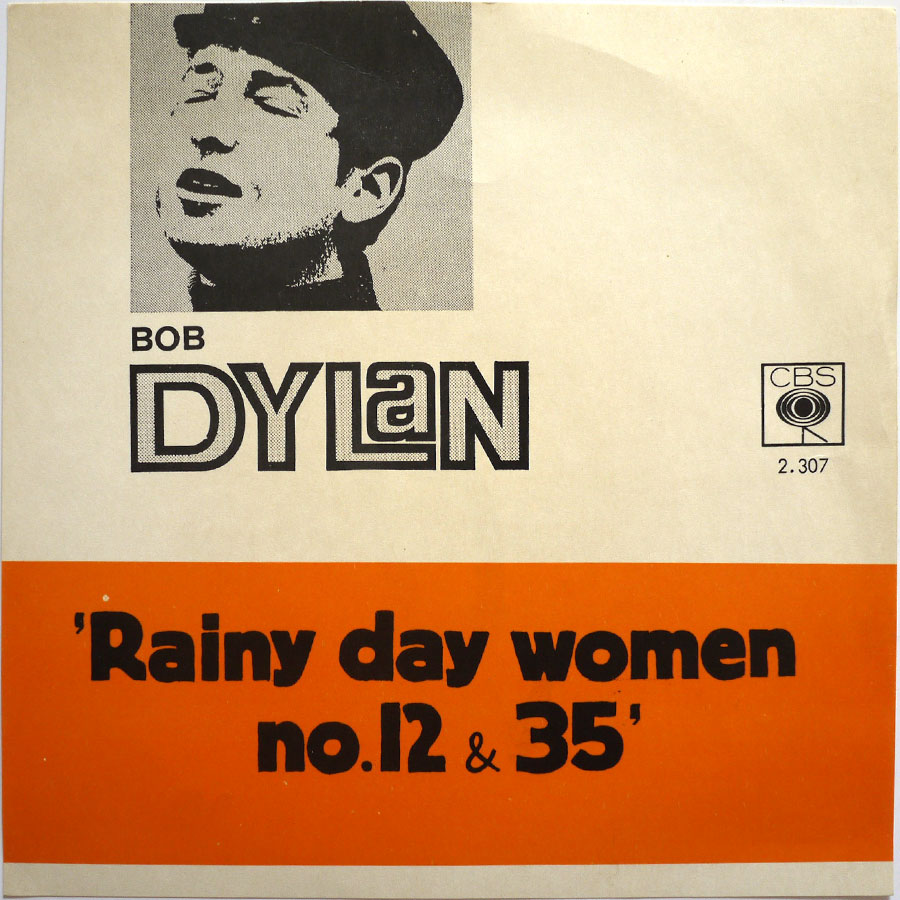 BOB
DYLaN
CBS
2.307
'Rainy day women
no.12 & 35'